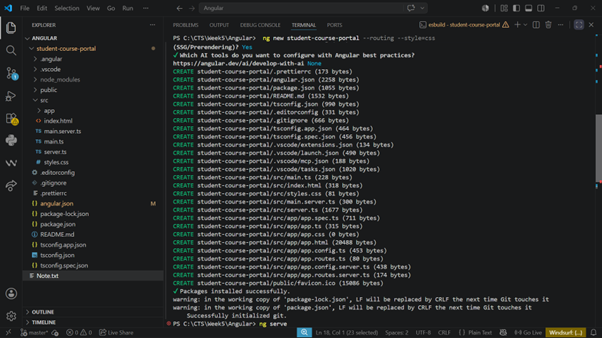 File Edit Selection View Go Run ... Angular
EXPLORER
ANGULAR
student-course-portal
.angular
.vscode
node_modules
public
src
app
index.html
TS main.server.ts
TS main.ts
TS server.ts
# styles.css
.editorconfig
.gitignore
.prettierrc
{} angular.json M
{} package-lock.json
{} package.json
README.md
{} tsconfig.app.json
tsconfig.json
{} tsconfig.spec.json
Note.txt
OUTLINE
TIMELINE
PROBLEMS OUTPUT DEBUG CONSOLE TERMINAL PORTS
esbuild - student-course-portal
PS C:\CTS\Week5\Angular> ng new student-course-portal --routing --style=css
(SSG/Prerendering)? Yes
✔ Which AI tools do you want to configure with Angular best practices?
https://angular.dev/ai/develop-with-ai None
CREATE student-course-portal/.prettierrc (173 bytes)
CREATE student-course-portal/angular.json (2258 bytes)
CREATE student-course-portal/package.json (1055 bytes)
CREATE student-course-portal/README.md (1532 bytes)
CREATE student-course-portal/tsconfig.json (990 bytes)
CREATE student-course-portal/.editorconfig (331 bytes)
CREATE student-course-portal/.gitignore (666 bytes)
CREATE student-course-portal/tsconfig.app.json (464 bytes)
CREATE student-course-portal/tsconfig.spec.json (456 bytes)
CREATE student-course-portal/.vscode/extensions.json (134 bytes)
CREATE student-course-portal/.vscode/launch.json (490 bytes)
CREATE student-course-portal/.vscode/mcp.json (188 bytes)
CREATE student-course-portal/.vscode/tasks.json (1020 bytes)
CREATE student-course-portal/src/main.ts (228 bytes)
CREATE student-course-portal/src/index.html (318 bytes)
CREATE student-course-portal/src/styles.css (81 bytes)
CREATE student-course-portal/src/main.server.ts (300 bytes)
CREATE student-course-portal/src/server.ts (1677 bytes)
CREATE student-course-portal/src/app/app.spec.ts (711 bytes)
CREATE student-course-portal/src/app/app.ts (315 bytes)
CREATE student-course-portal/src/app/app.css (0 bytes)
CREATE student-course-portal/src/app/app.html (20488 bytes)
CREATE student-course-portal/src/app/app.config.ts (453 bytes)
CREATE student-course-portal/src/app/app.routes.ts (80 bytes)
CREATE student-course-portal/src/app/app.config.server.ts (438 bytes)
CREATE student-course-portal/src/app/app.routes.server.ts (174 bytes)
CREATE student-course-portal/public/favicon.ico (15086 bytes)
✔ Packages installed successfully.
warning: in the working copy of 'package-lock.json', LF will be replaced by CRLF the next time Git touches it
warning: in the working copy of 'package.json', LF will be replaced by CRLF the next time Git touches it
Successfully initialized git.
PS C:\CTS\Week5\Angular> ng serve
master* 0 0 Live Share Ln 18, Col 1 (23 selected) Spaces: 2 UTF-8 CRLF {} Plain Text Go Live Windsurf: {...}